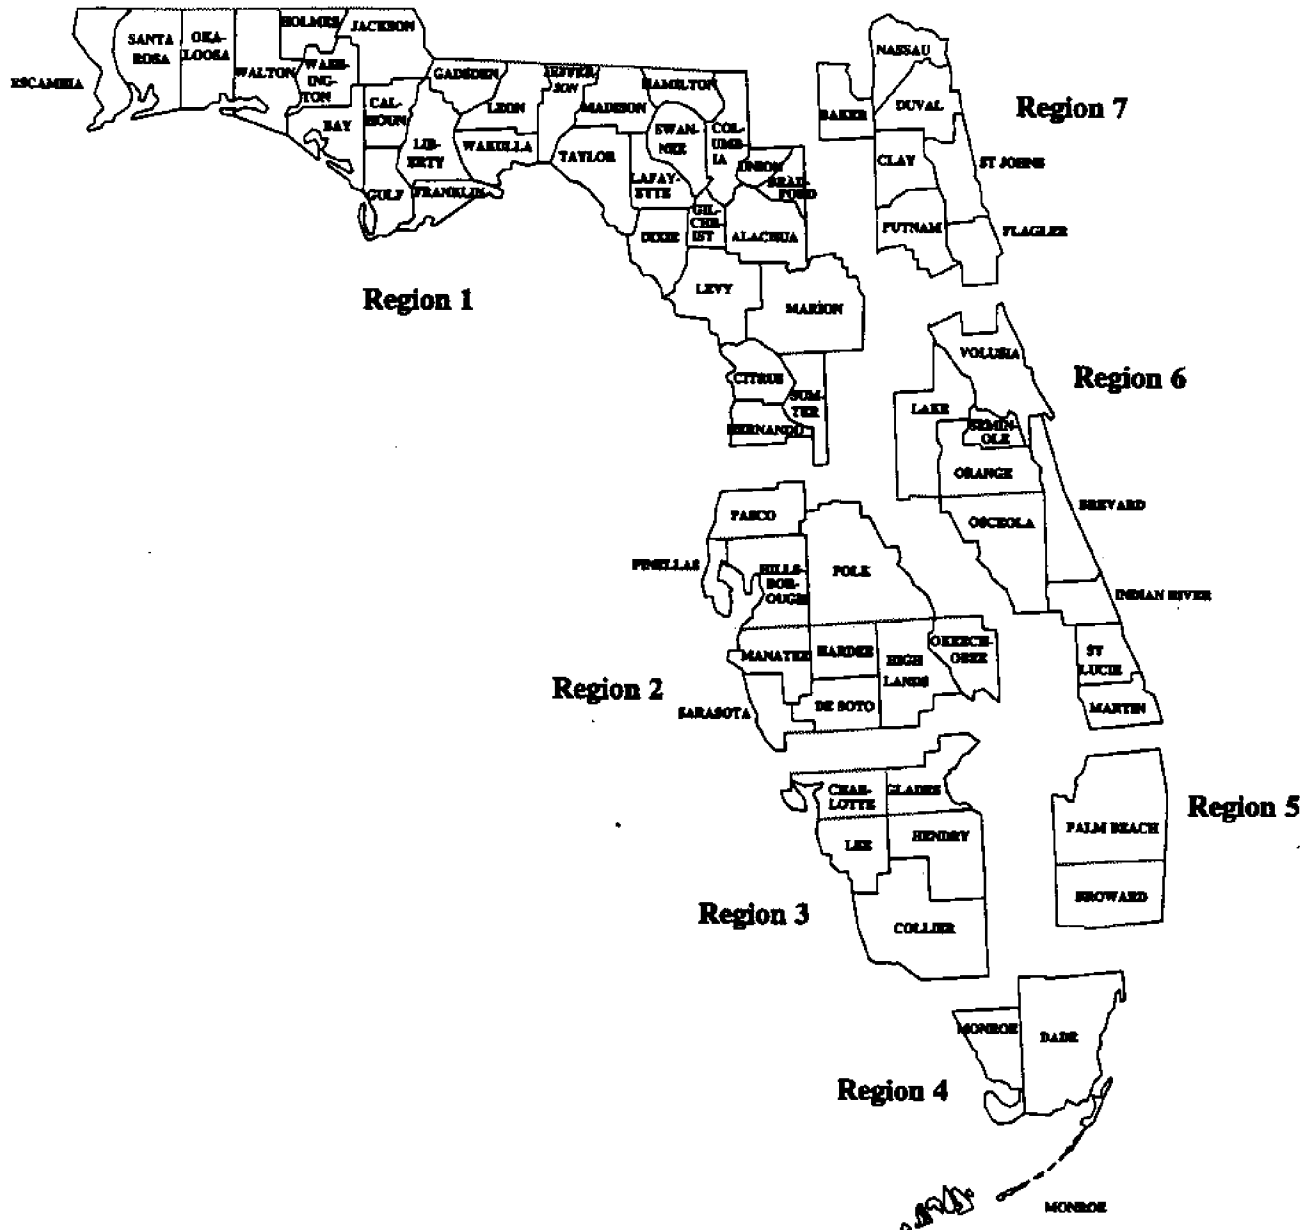 HOLMES
JACKSON
SANTA
ROSA
OKA-
LOOSA
ESCAMBIA
WALTON
WASH-
ING-
TON
BAY
CAL-
HOUN
GULF
GADSDEN
LEON
LIB-
ERTY
WAKULLA
FRANKLIN
JEFFER-
SON
MADISON
TAYLOR
HAMILTON
SWAN-
NEE
LAFAY-
ETTE
COL-
UMB-
IA
UNION
BRAD-
FORD
GIL-
CHR-
IST
DIXIE
ALACHUA
LEVY
MARION
CITRUS
SUM-
TER
HERNANDO
Region 1
NASSAU
BAKER
DUVAL
CLAY
ST JOHNS
PUTNAM
FLAGLER
Region 7
VOLUSIA
LAKE
SEMIN-
OLE
ORANGE
OSCEOLA
BREVARD
INDIAN RIVER
ST
LUCIE
MARTIN
Region 6
PASCO
PINELLAS
HILLS-
BOR-
OUGH
POLK
MANATEE
HARDEE
HIGH
LANDS
OKEECH-
OBEE
SARASOTA
DE SOTO
Region 2
CHAR-
LOTTE
GLADES
LEE
HENDRY
COLLIER
Region 3
PALM BEACH
BROWARD
Region 5
MONROE
DADE
Region 4
MONROE